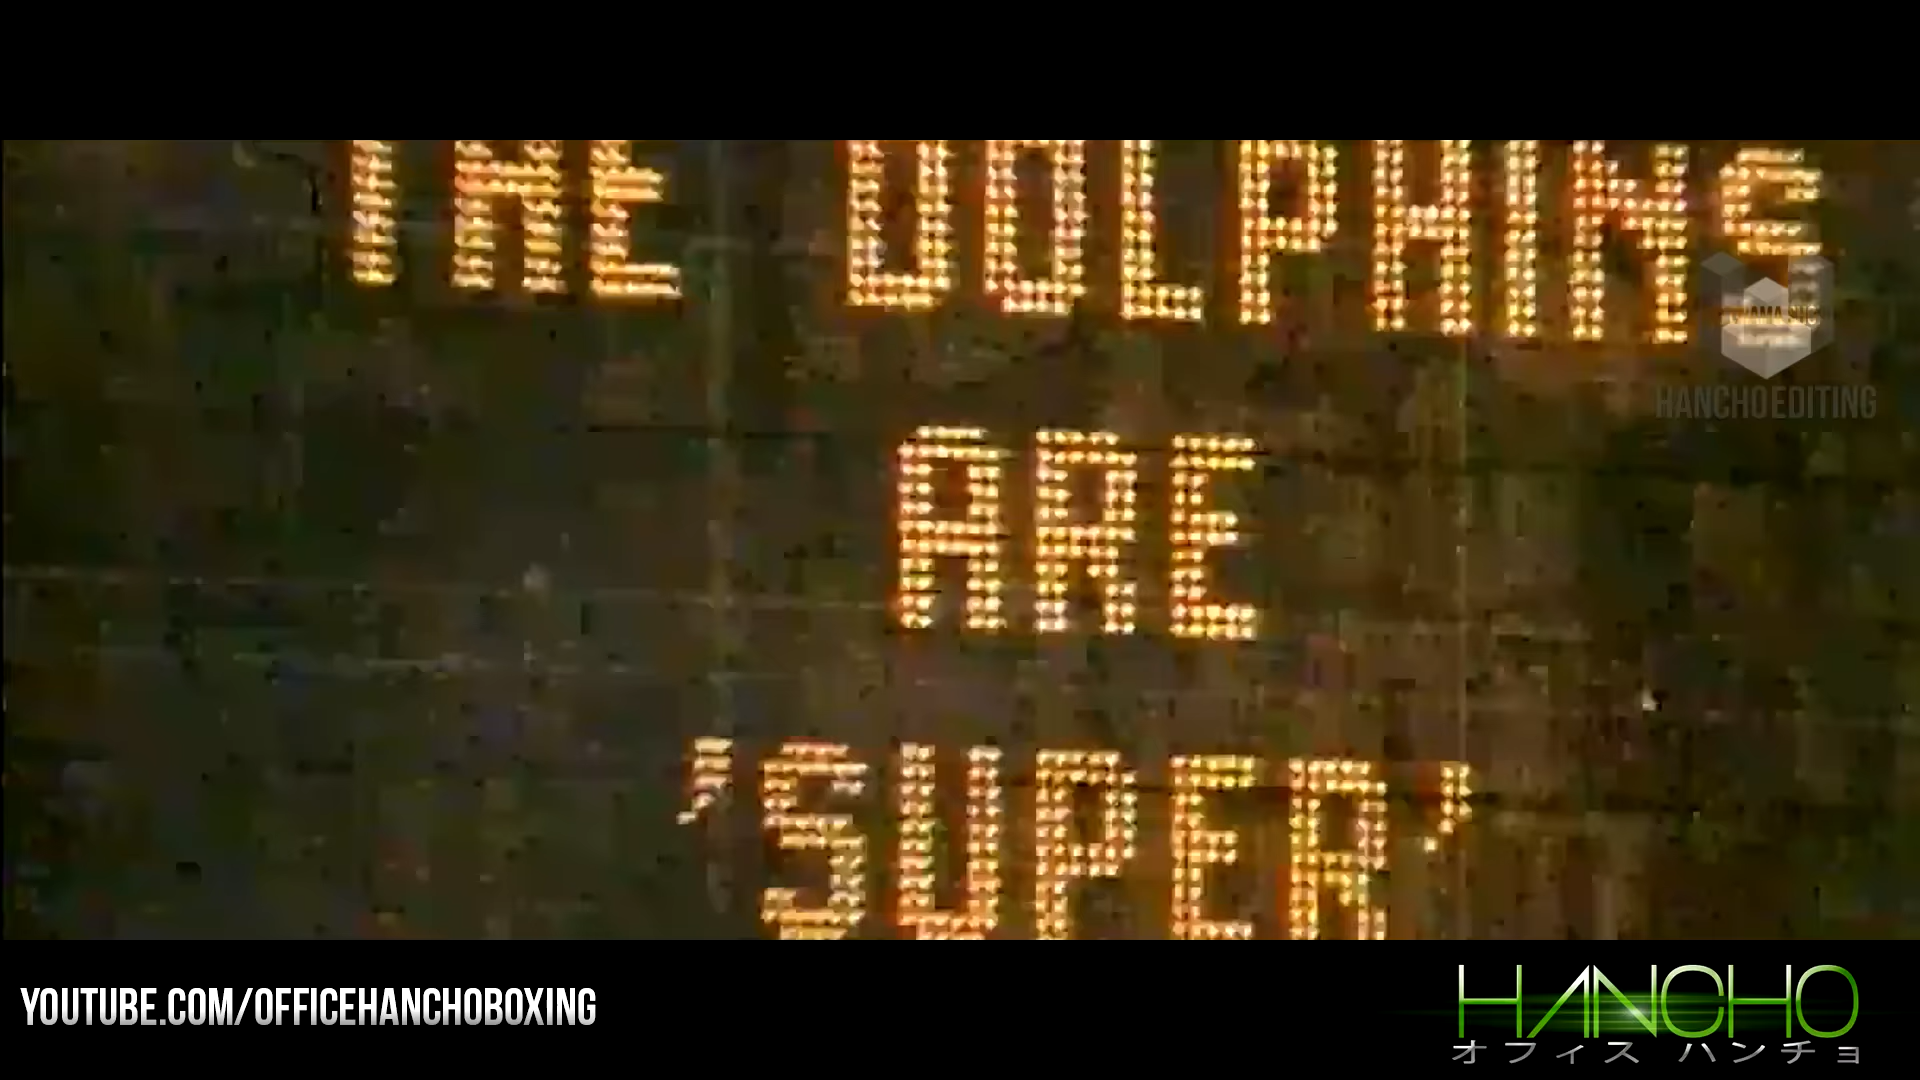 THE DOLPHINS
HANCHOEDITING
ARE
'SUPER'
YOUTUBE.COM/OFFICEHANCHOBOXING
HANCHO
オフィス ハンチョ